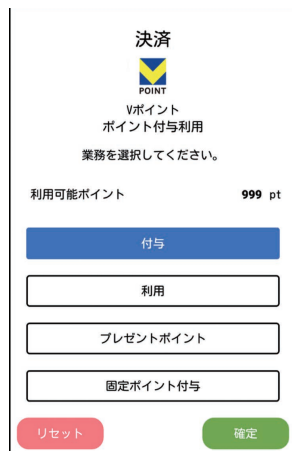 決済
POINT
Vポイント
ポイント付与利用
業務を選択してください。
利用可能ポイント 999 pt
付与
利用
プレゼントポイント
固定ポイント付与
リセット 確定